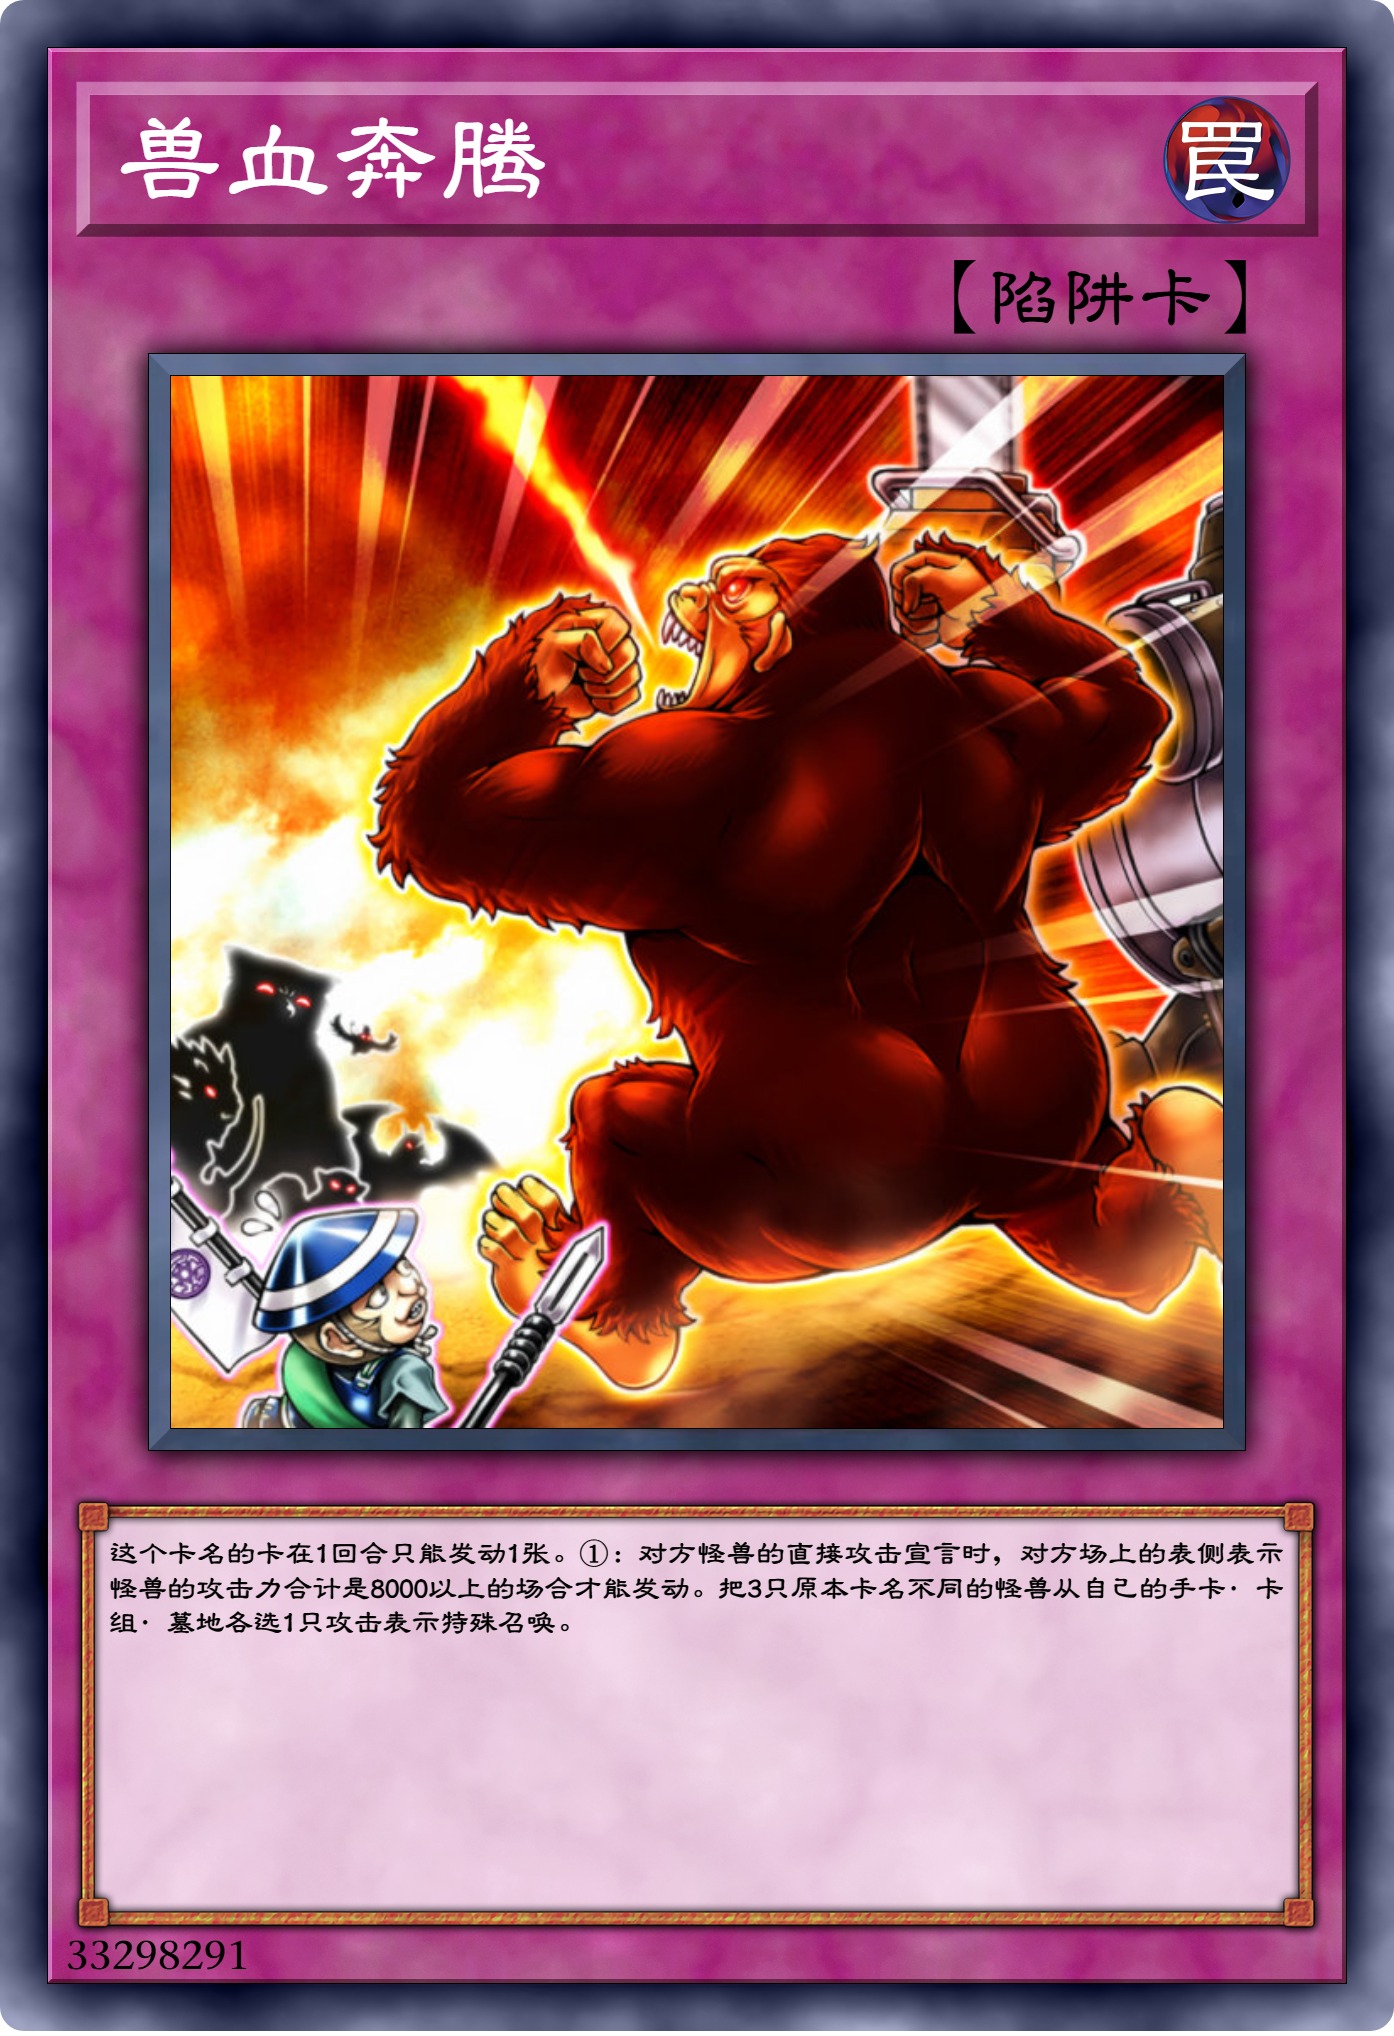 兽血奔腾
罠
【陷阱卡】
这个卡名的卡在1回合只能发动1张。①：对方怪兽的直接攻击宣言时，对方场上的表侧表示
怪兽的攻击力合计是8000以上的场合才能发动。把3只原本卡名不同的怪兽从自己的手卡·卡
组·墓地各选1只攻击表示特殊召唤。
33298291